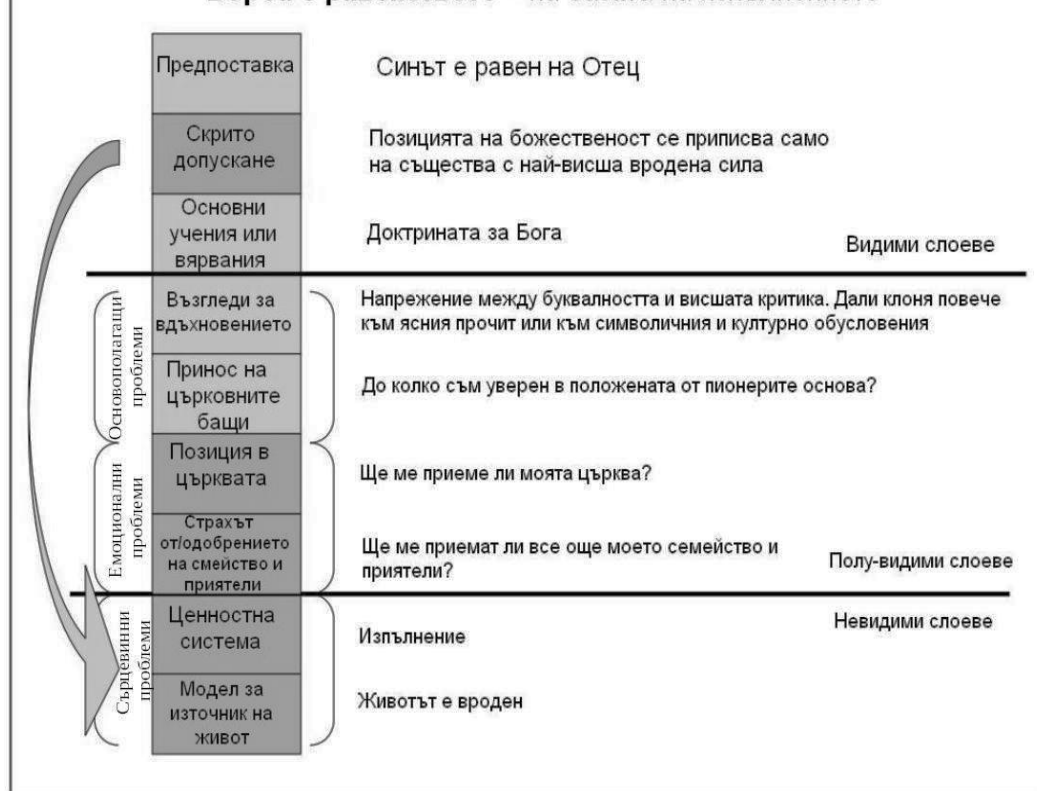 Предпоставка
Синът е равен на Отец
Скрито
допускане
Позицията на божественост се приписва само
на същества с най-висша вродена сила
Основни
учения или
вярвания
Доктрината за Бога
Видими слоеве
Основополагащи
проблеми
Възгледи за
вдъхновението
Напрежение между буквалността и висшата критика. Дали клоня повече
към ясния прочит или към символичния и културно обусловения
Принос на
църковните
бащи
До колко съм уверен в положената от пионерите основа?
Емоционални
проблеми
Позиция в
църквата
Ще ме приеме ли моята църква?
Страхът
от/одобрението
на смейство и
приятели
Ще ме приемат ли все още моето семейство и
приятели?
Полу-видими слоеве
Невидими слоеве
Сърцевинни
проблеми
Ценностна
система
Изпълнение
Модел за
източник на
живот
Животът е вроден